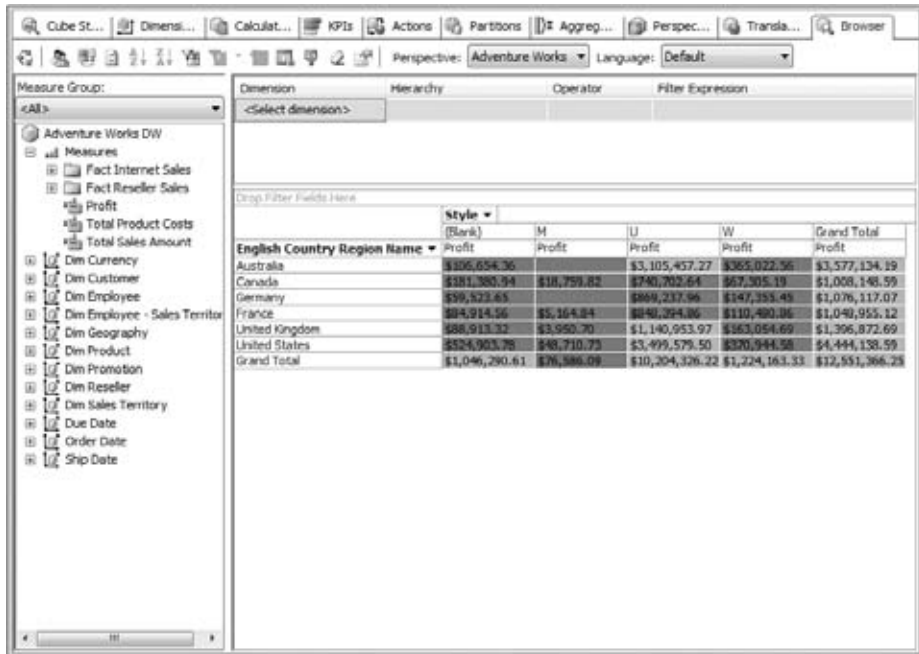 Cube St... Dimensi... Calculat... KPIs Actions Partitions Aggreg... Perspec... Transla... Browser
Perspective: Adventure Works Language: Default
Measure Group:
<All>
Adventure Works DW
Measures
Fact Internet Sales
Fact Reseller Sales
Profit
Total Product Costs
Total Sales Amount
Dim Currency
Dim Customer
Dim Employee
Dim Employee - Sales Territor
Dim Geography
Dim Product
Dim Promotion
Dim Reseller
Dim Sales Territory
Due Date
Order Date
Ship Date
Dimension Hierarchy Operator Filter Expression
<Select dimension>
Drop Filter Fields Here
Style
(Blank) M U W Grand Total
English Country Region Name Profit Profit Profit Profit Profit
Australia $106,654.36 $3,105,457.27 $365,022.56 $3,577,134.19
Canada $181,380.94 $18,759.82 $740,702.64 $67,305.19 $1,008,148.59
Germany $59,523.65 $869,237.96 $147,355.45 $1,076,117.07
France $84,914.56 $5,164.84 $848,394.86 $110,480.86 $1,048,955.12
United Kingdom $88,913.32 $3,950.70 $1,140,953.97 $163,054.69 $1,396,872.69
United States $524,903.78 $48,710.73 $3,499,579.50 $370,944.58 $4,444,138.59
Grand Total $1,046,290.61 $76,586.09 $10,204,326.22 $1,224,163.33 $12,551,366.25